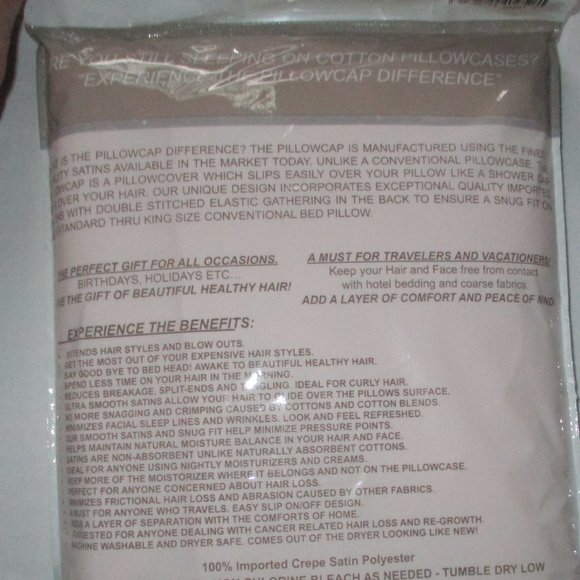 RE YOU STILL SLEEPING ON COTTON PILLOWCASES?
"EXPERIENCE THE PILLOWCAP DIFFERENCE"
IS THE PILLOWCAP DIFFERENCE? THE PILLOWCAP IS MANUFACTURED USING THE FINES
ITY SATINS AVAILABLE IN THE MARKET TODAY. UNLIKE A CONVENTIONAL PILLOWCASE,
OWCAP IS A PILLOWCOVER WHICH SLIPS EASILY OVER YOUR PILLOW LIKE A SHOWER
OVER YOUR HAIR. OUR UNIQUE DESIGN INCORPORATES EXCEPTIONAL QUALITY IMPORTED
WITH DOUBLE STITCHED ELASTIC GATHERING IN THE BACK TO ENSURE A SNUG FIT
STANDARD THRU KING SIZE CONVENTIONAL BED PILLOW.
THE PERFECT GIFT FOR ALL OCCASIONS.
BIRTHDAYS, HOLIDAYS ETC...
VE THE GIFT OF BEAUTIFUL HEALTHY HAIR!
A MUST FOR TRAVELERS AND VACATIONERS!
Keep your Hair and Face free from contact
with hotel bedding and coarse fabrics.
ADD A LAYER OF COMFORT AND PEACE OF MIND
EXPERIENCE THE BENEFITS:
XTENDS HAIR STYLES AND BLOW OUTS.
GET THE MOST OUT OF YOUR EXPENSIVE HAIR STYLES.
SAY GOOD BYE TO BED HEAD! AWAKE TO BEAUTIFUL HEALTHY HAIR.
SPEND LESS TIME ON YOUR HAIR IN THE MORNING.
REDUCES BREAKAGE, SPLIT-ENDS AND TANGLING. IDEAL FOR CURLY HAIR.
ULTRA SMOOTH SATINS ALLOW YOUR HAIR TO GLIDE OVER THE PILLOWS SURFACE.
NO MORE SNAGGING AND CRIMPING CAUSED BY COTTONS AND COTTON BLENDS.
MINIMIZES FACIAL SLEEP LINES AND WRINKLES. LOOK AND FEEL REFRESHED.
OUR SMOOTH SATINS AND SNUG FIT HELP MINIMIZE PRESSURE POINTS.
HELPS MAINTAIN NATURAL MOISTURE BALANCE IN YOUR HAIR AND FACE.
SATINS ARE NON-ABSORBENT UNLIKE NATURALLY ABSORBENT COTTONS.
IDEAL FOR ANYONE USING NIGHTLY MOISTURIZERS AND CREAMS.
KEEP MORE OF THE MOISTORIZER WHERE IT BELONGS AND NOT ON THE PILLOWCASE.
PERFECT FOR ANYONE CONCERNED ABOUT HAIR LOSS.
MINIMIZES FRICTIONAL HAIR LOSS AND ABRASION CAUSED BY OTHER FABRICS.
A MUST FOR ANYONE WHO TRAVELS. EASY SLIP ON/OFF DESIGN.
ADDS A LAYER OF SEPARATION WITH THE COMFORTS OF HOME.
SUGGESTED FOR ANYONE DEALING WITH CANCER RELATED HAIR LOSS AND RE-GROWTH.
MACHINE WASHABLE AND DRYER SAFE. COMES OUT OF THE DRYER LOOKING LIKE NEW!
100% Imported Crepe Satin Polyester
CHLORINE BLEACH AS NEEDED - TUMBLE DRY LOW